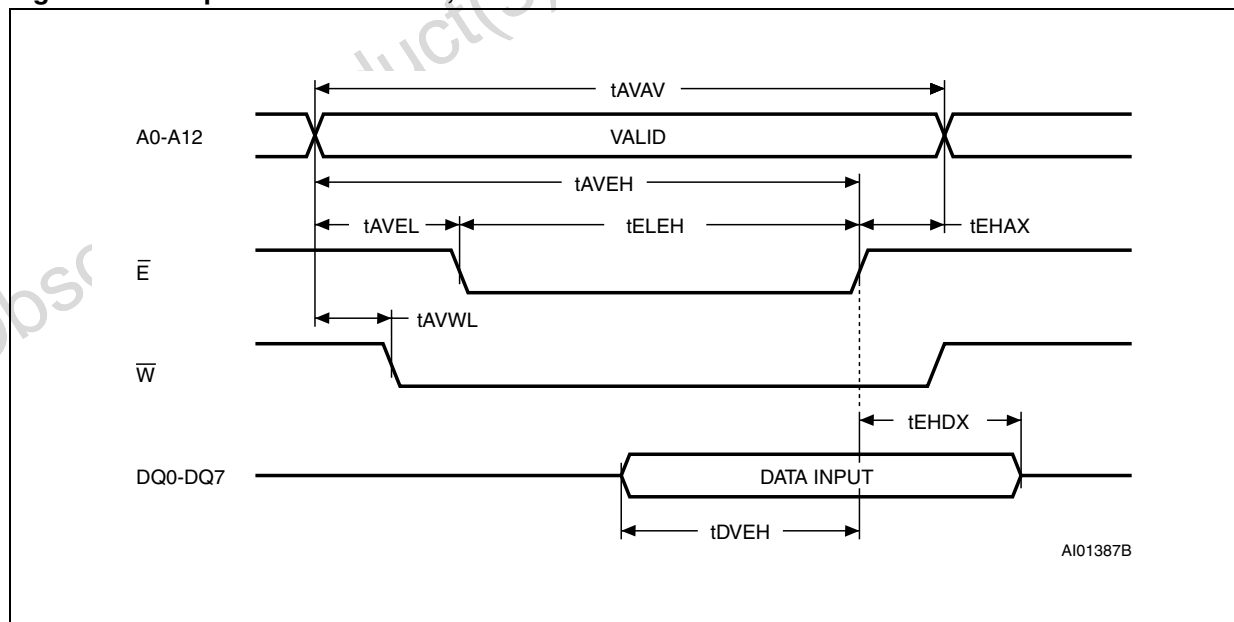 tAVAV
A0-A12
VALID
tAVEH
tAVEL
tELEH
tEHAX
E̅
tAVWL
W̅
tEHDX
DQ0-DQ7
DATA INPUT
tDVEH
AI01387B